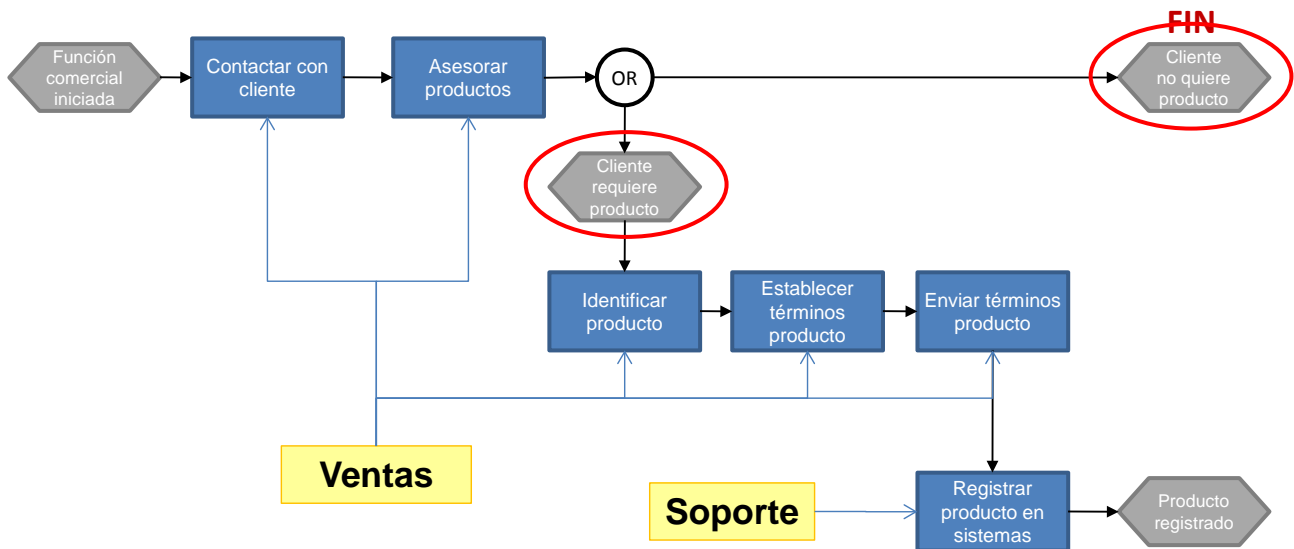 FIN
Función
comercial
iniciada
Contactar con
cliente
Asesorar
productos
OR
Cliente
no quiere
producto
Cliente
requiere
producto
Identificar
producto
Establecer
términos
producto
Enviar términos
producto
Ventas
Soporte
Registrar
producto en
sistemas
Producto
registrado